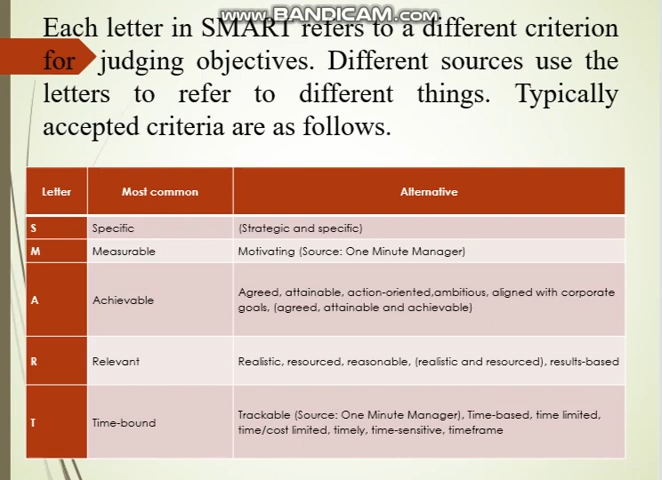 www.BANDICAM.com
Each letter in SMART refers to a different criterion
for judging objectives. Different sources use the
letters to refer to different things. Typically
accepted criteria are as follows.
Letter Most common Alternative
S Specific (Strategic and specific)
M Measurable Motivating (Source: One Minute Manager)
A Achievable Agreed, attainable, action-oriented,ambitious, aligned with corporate
goals, (agreed, attainable and achievable)
R Relevant Realistic, resourced, reasonable, (realistic and resourced), results-based
T Time-bound Trackable (Source: One Minute Manager), Time-based, time limited,
time/cost limited, timely, time-sensitive, timeframe